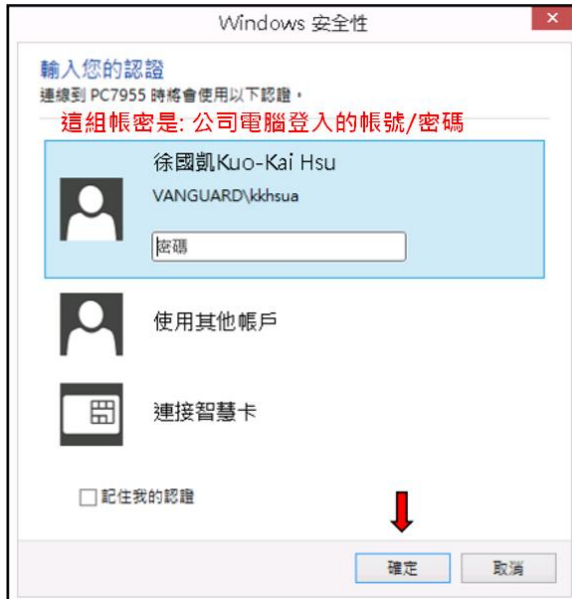 Windows 安全性
輸入您的認證
連線到 PC7955 時將會使用以下認證。
這組帳密是: 公司電腦登入的帳號/密碼
徐國凱Kuo-Kai Hsu
VANGUARD\kkhsua
密碼
使用其他帳戶
連接智慧卡
記住我的認證
確定
取消